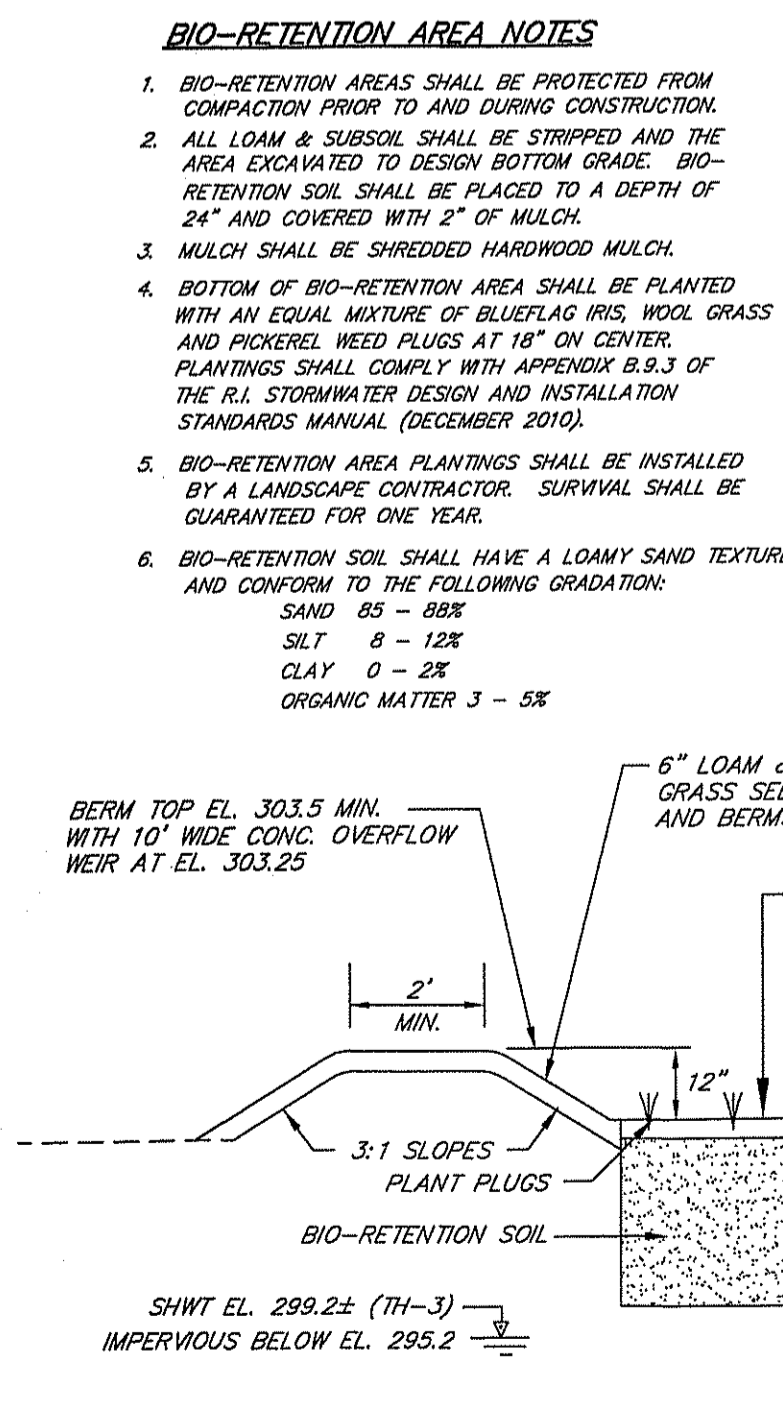 BIO-RETENTION AREA NOTES
1. BIO-RETENTION AREAS SHALL BE PROTECTED FROM
COMPACTION PRIOR TO AND DURING CONSTRUCTION.
2. ALL LOAM & SUBSOIL SHALL BE STRIPPED AND THE
AREA EXCAVATED TO DESIGN BOTTOM GRADE. BIO-
RETENTION SOIL SHALL BE PLACED TO A DEPTH OF
24" AND COVERED WITH 2" OF MULCH.
3. MULCH SHALL BE SHREDDED HARDWOOD MULCH.
4. BOTTOM OF BIO-RETENTION AREA SHALL BE PLANTED
WITH AN EQUAL MIXTURE OF BLUEFLAG IRIS, WOOL GRASS
AND PICKEREL WEED PLUGS AT 18" ON CENTER.
PLANTINGS SHALL COMPLY WITH APPENDIX B.9.3 OF
THE R.I. STORMWATER DESIGN AND INSTALLATION
STANDARDS MANUAL (DECEMBER 2010).
5. BIO-RETENTION AREA PLANTINGS SHALL BE INSTALLED
BY A LANDSCAPE CONTRACTOR. SURVIVAL SHALL BE
GUARANTEED FOR ONE YEAR.
6. BIO-RETENTION SOIL SHALL HAVE A LOAMY SAND TEXTURE
AND CONFORM TO THE FOLLOWING GRADATION:
SAND 85 - 88%
SILT 8 - 12%
CLAY 0 - 2%
ORGANIC MATTER 3 - 5%
6" LOAM
GRASS
AND BERM
BERM TOP EL. 303.5 MIN.
WITH 10' WIDE CONC. OVERFLOW
WEIR AT EL. 303.25
2'
MIN.
12"
3:1 SLOPES
PLANT PLUGS
BIO-RETENTION SOIL
SHWT EL. 299.2± (TH-3)
IMPERVIOUS BELOW EL. 295.2